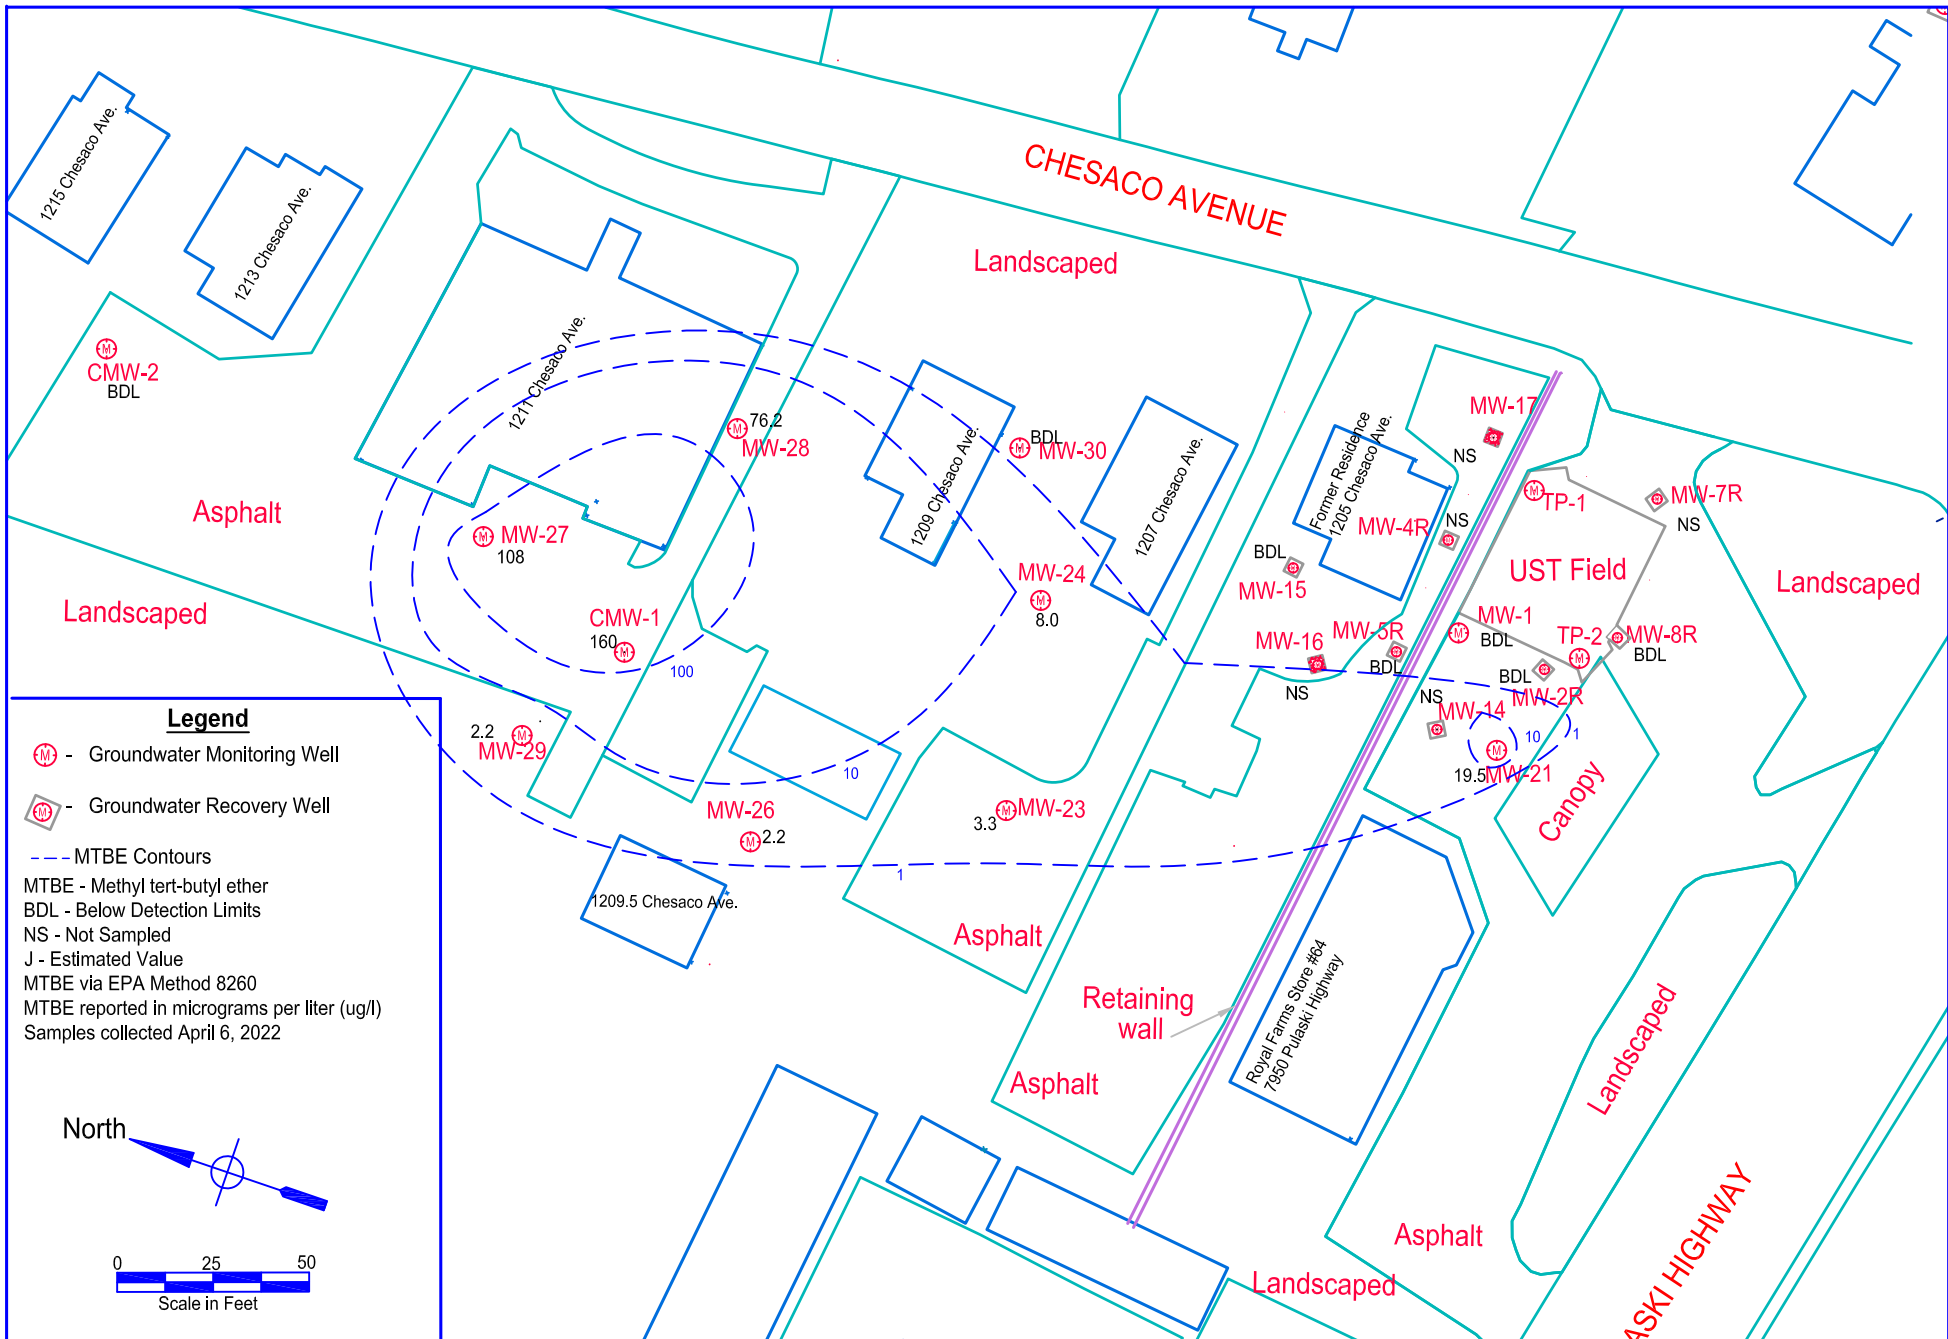 CHESACO AVENUE
1215 Chesaco Ave.
1213 Chesaco Ave.
1211 Chesaco Ave.
1209 Chesaco Ave.
1207 Chesaco Ave.
Former Residence
1205 Chesaco Ave.
Landscaped
CMW-2
BDL
76.2
MW-28
BDL
MW-30
MW-17
NS
Asphalt
MW-27
108
MW-4R
NS
TP-1
MW-7R
NS
UST Field
Landscaped
Landscaped
CMW-1
160
100
MW-24
8.0
BDL
MW-15
MW-16
NS
MW-5R
BDL
MW-1
BDL
TP-2
MW-8R
BDL
BDL
MW-2R
NS
MW-14
10
1
19.5
MW-21
Canopy
2.2
MW-29
10
MW-26
2.2
3.3
MW-23
1
1209.5 Chesaco Ave.
Asphalt
Retaining
wall
Asphalt
Royal Farms Store #64
7950 Pulaski Highway
Landscaped
Asphalt
Landscaped
ASKI HIGHWAY
Legend
M - Groundwater Monitoring Well
M - Groundwater Recovery Well
---- MTBE Contours
MTBE - Methyl tert-butyl ether
BDL - Below Detection Limits
NS - Not Sampled
J - Estimated Value
MTBE via EPA Method 8260
MTBE reported in micrograms per liter (ug/l)
Samples collected April 6, 2022
North
0 25 50
Scale in Feet